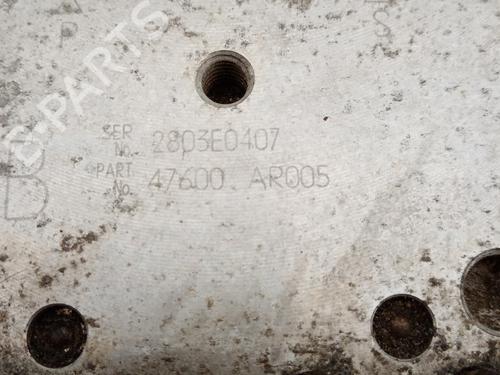 P
S
SER No. 2803E0407
PART No. 47600 AR005
B
B-PARTS